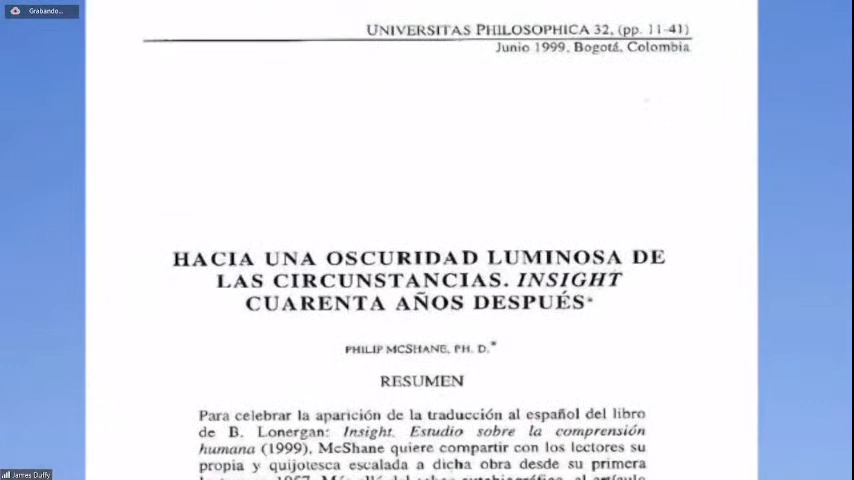 Grabando...
UNIVERSITAS PHILOSOPHICA 32, (pp. 11-41)
Junio 1999, Bogotá, Colombia
HACIA UNA OSCURIDAD LUMINOSA DE
LAS CIRCUNSTANCIAS. INSIGHT
CUARENTA AÑOS DESPUÉS*
PHILIP MCSHANE, PH. D.*
RESUMEN
Para celebrar la aparición de la traducción al español del libro
de B. Lonergan: Insight. Estudio sobre la comprensión
humana (1999), McShane quiere compartir con los lectores su
propia y quijotesca escalada a dicha obra desde su primera
James Duffy